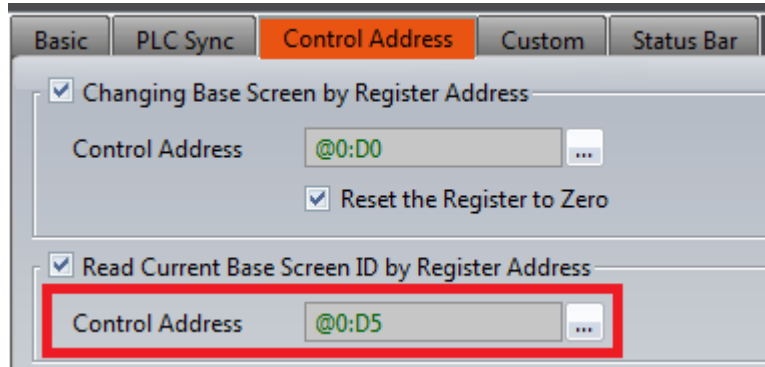 Basic PLC Sync Control Address Custom Status Bar
Changing Base Screen by Register Address
Control Address @0:D0 ...
Reset the Register to Zero
Read Current Base Screen ID by Register Address
Control Address @0:D5 ...